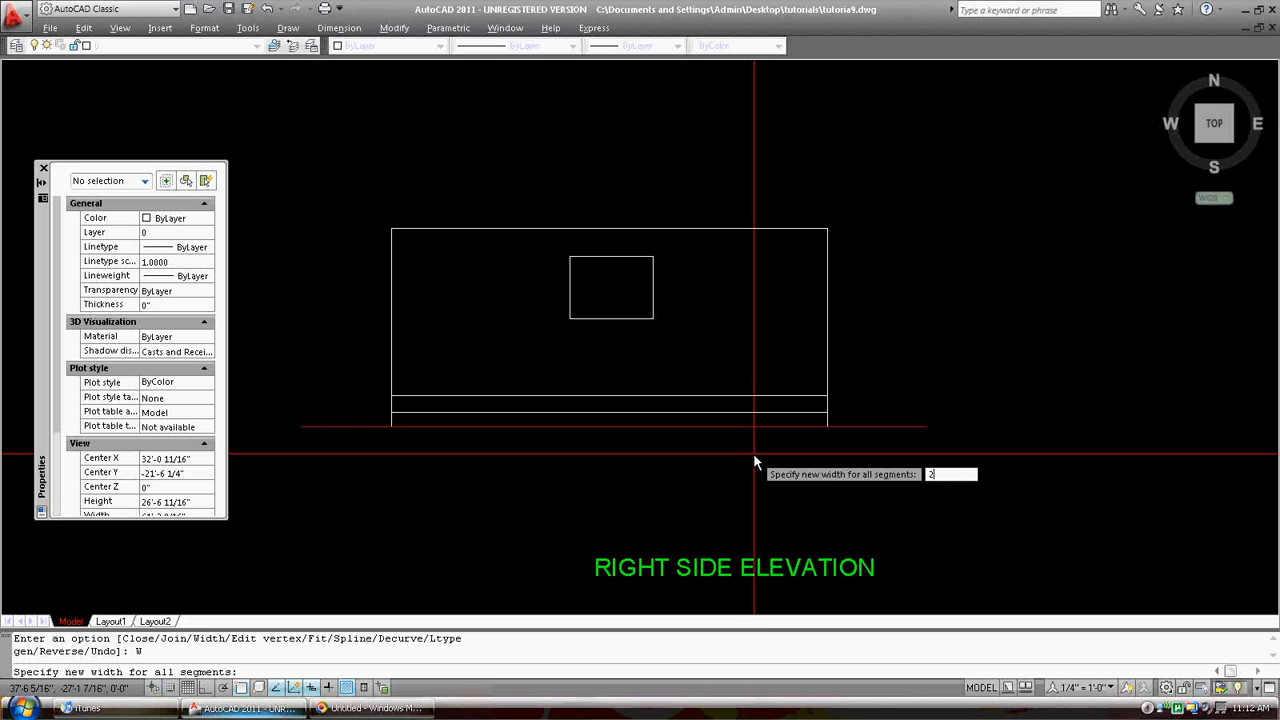 AutoCAD Classic
AutoCAD 2011 - UNREGISTERED VERSION C:\Documents and Settings\Admin\Desktop\tutorials\tutoria9.dwg
Type a keyword or phrase
File Edit View Insert Format Tools Draw Dimension Modify Parametric Window Help Express
0 ByLayer ByLayer ByLayer ByColor
N
W TOP E
S
WCS
No selection
General
Color ByLayer
Layer 0
Linetype ByLayer
Linetype sc... 1.0000
Lineweight ByLayer
Transparency ByLayer
Thickness 0"
3D Visualization
Material ByLayer
Shadow dis... Casts and Recei...
Plot style
Plot style ByColor
Plot style ta... None
Plot table a... Model
Plot table t... Not available
View
Center X 32'-0 11/16"
Center Y -21'-6 1/4"
Center Z 0"
Height 26'-6 11/16"
Width
Properties
Specify new width for all segments: 2
RIGHT SIDE ELEVATION
Model Layout1 Layout2
Enter an option [Close/Join/Width/Edit vertex/Fit/Spline/Decurve/Ltype
gen/Reverse/Undo]: W
Specify new width for all segments:
37'-6 5/16", -27'-1 7/16", 0'-0" MODEL 1/4" = 1'-0"
iTunes AutoCAD 2011 - UNR... Untitled - Windows M... 11:12 AM